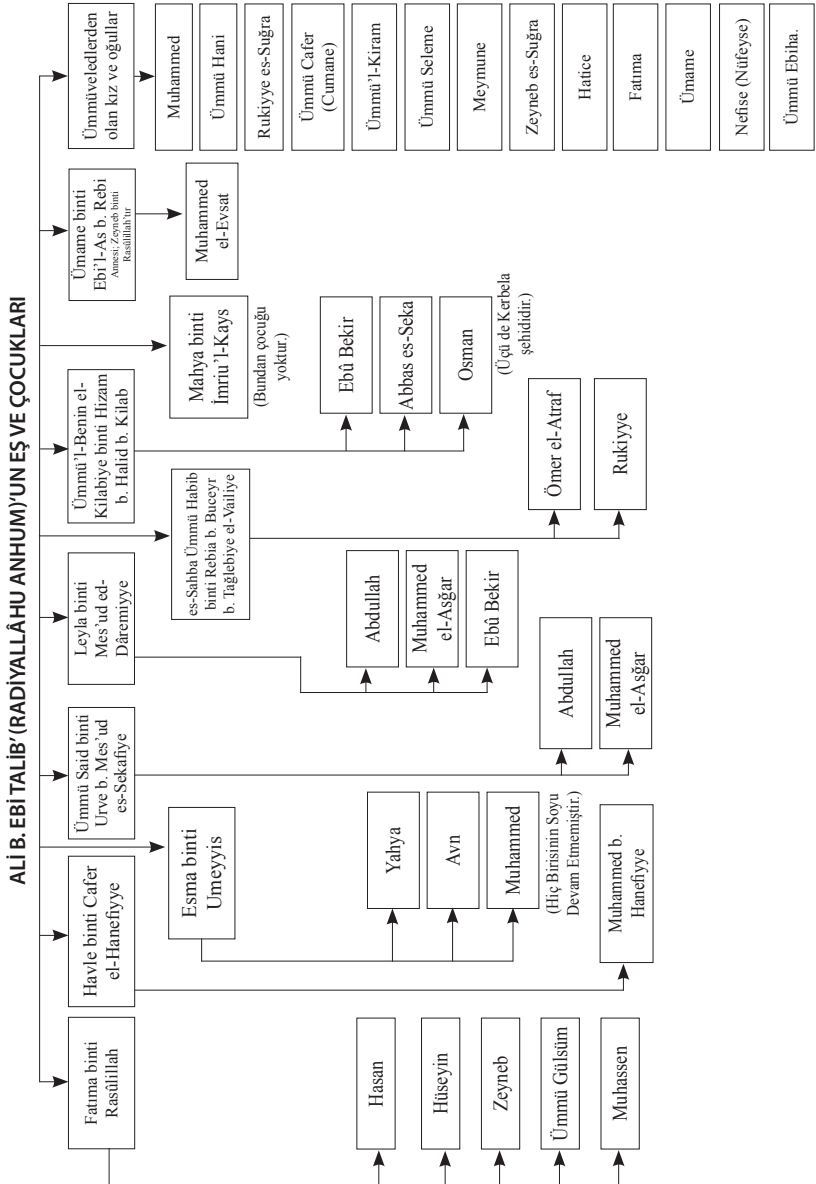 ALİ B. EBİ TALİB'(RADİYALLÂHU ANHUM)'UN EŞ VE ÇOCUKLARI
Fatıma binti
Rasûlillah
Hasan
Hüseyin
Zeyneb
Ümmü Gülsüm
Muhassen
Havle binti Cafer
el-Hanefiyye
Muhammed b.
Hanefiyye
Esma binti
Umeyyis
Yahya
Avn
Muhammed
(Hiç Birisinin Soyu
Devam Etmemiştir.)
Ümmü Said binti
Urve b. Mes'ud
es-Sekafiye
Abdullah
Muhammed
el-Asğar
Leyla binti
Mes'ud ed-
Dâremiyye
Abdullah
Muhammed
el-Asğar
Ebû Bekir
es-Sahba Ümmü Habib
binti Rebia b. Buceyr
b. Tağlebiye el-Vailiye
Ömer el-Atraf
Rukiyye
Ümmü'l-Benin el-
Kilabiye binti Hizam
b. Halid b. Kilab
Ebû Bekir
Abbas es-Seka
Osman
(Üçü de Kerbela
şehididir.)
Mahya binti
İmriu'l-Kays
(Bundan çocuğu
yoktur.)
Ümame binti
Ebi'l-As b. Rebi
Annesi; Zeyneb binti
Rasûlillah'tır
Muhammed
el-Evsat
Ümmüveledlerden
olan kız ve oğullar
Muhammed
Ümmü Hani
Rukiyye es-Suğra
Ümmü Cafer
(Cumane)
Ümmü'l-Kiram
Ümmü Seleme
Meymune
Zeyneb es-Suğra
Hatice
Fatıma
Ümame
Nefise (Nüfeyse)
Ümmü Ebiha.